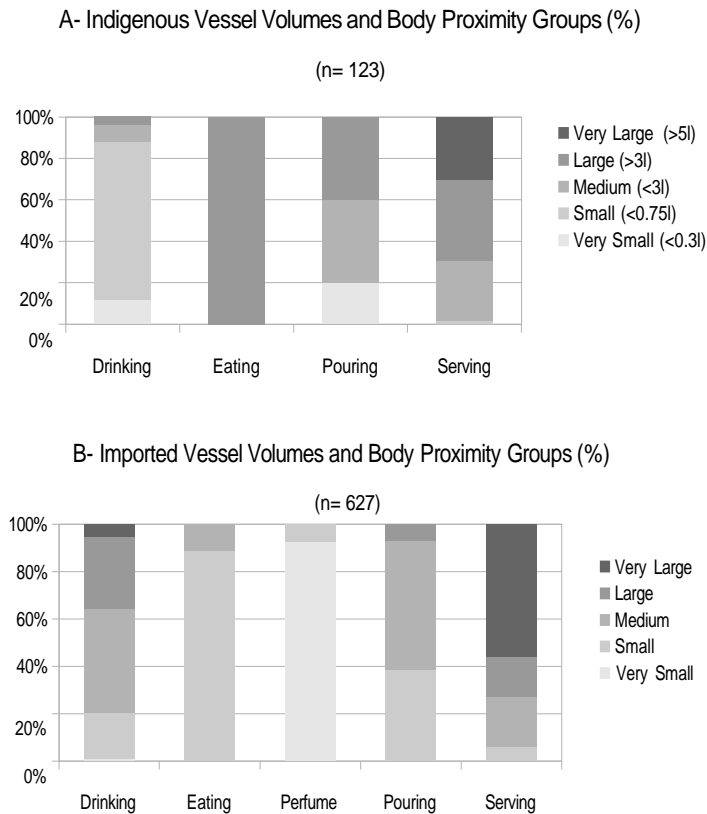 A- Indigenous Vessel Volumes and Body Proximity Groups (%)
(n= 123)
100%
80%
60%
40%
20%
0%
Drinking Eating Pouring Serving
Very Large (>5l)
Large (>3l)
Medium (<3l)
Small (<0.75l)
Very Small (<0.3l)
B- Imported Vessel Volumes and Body Proximity Groups (%)
(n= 627)
100%
80%
60%
40%
20%
0%
Drinking Eating Perfume Pouring Serving
Very Large
Large
Medium
Small
Very Small